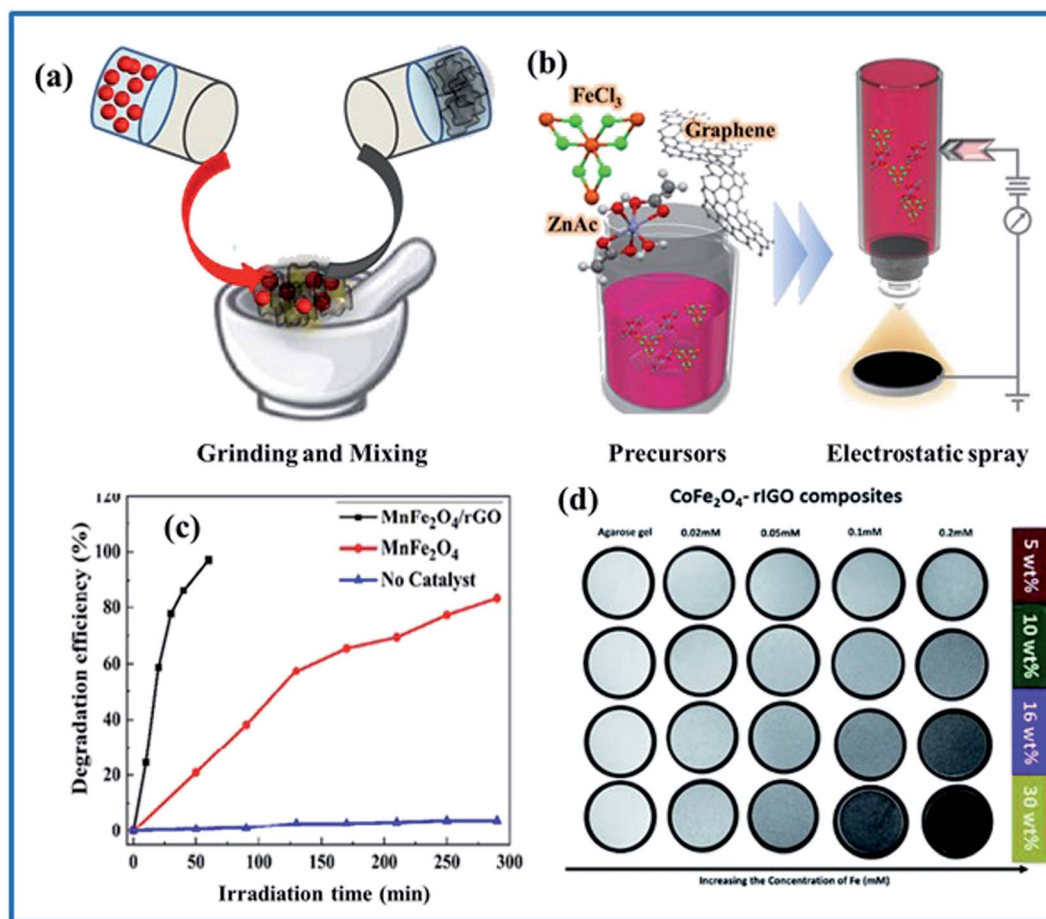 (a)
Grinding and Mixing
(b)
FeCl₃
Graphene
ZnAc
Precursors
Electrostatic spray
(c)
Degradation efficiency (%)
120
100
80
60
40
20
0
MnFe₂O₄/rGO
MnFe₂O₄
No Catalyst
0 50 100 150 200 250 300
Irradiation time (min)
(d)
CoFe₂O₄- rIGO composites
Agarose gel 0.02mM 0.05mM 0.1mM 0.2mM
5 wt%
10 wt%
16 wt%
30 wt%
Increasing the Concentration of Fe (mM)